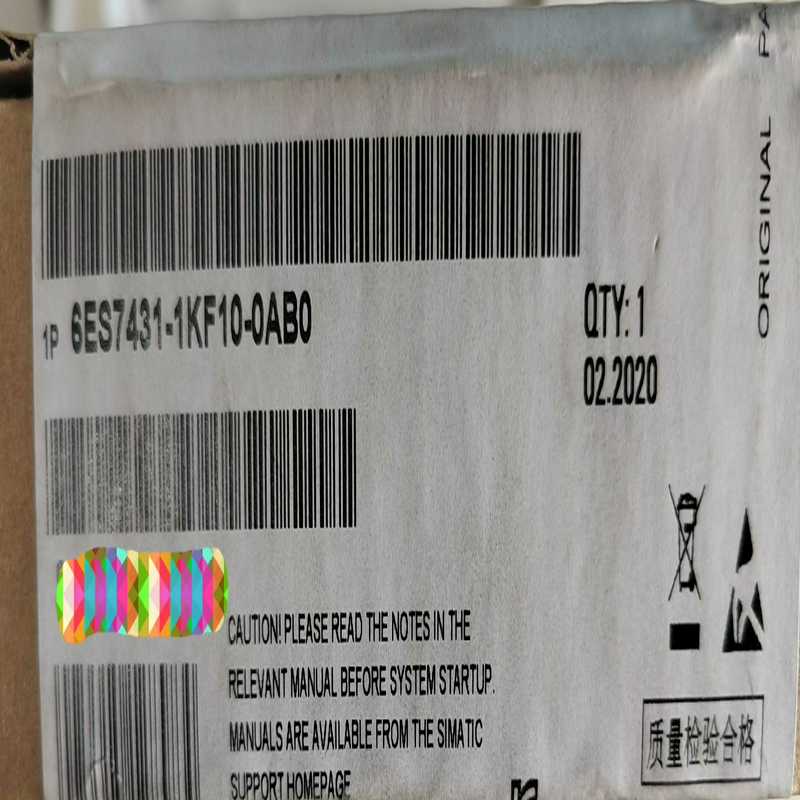 1P 6ES7431-1KF10-0AB0
QTY: 1
02.2020
CAUTION! PLEASE READ THE NOTES IN THE
RELEVANT MANUAL BEFORE SYSTEM STARTUP.
MANUALS ARE AVAILABLE FROM THE SIMATIC
SUPPORT HOMEPAGE
质量检验合格
ORIGINAL PA